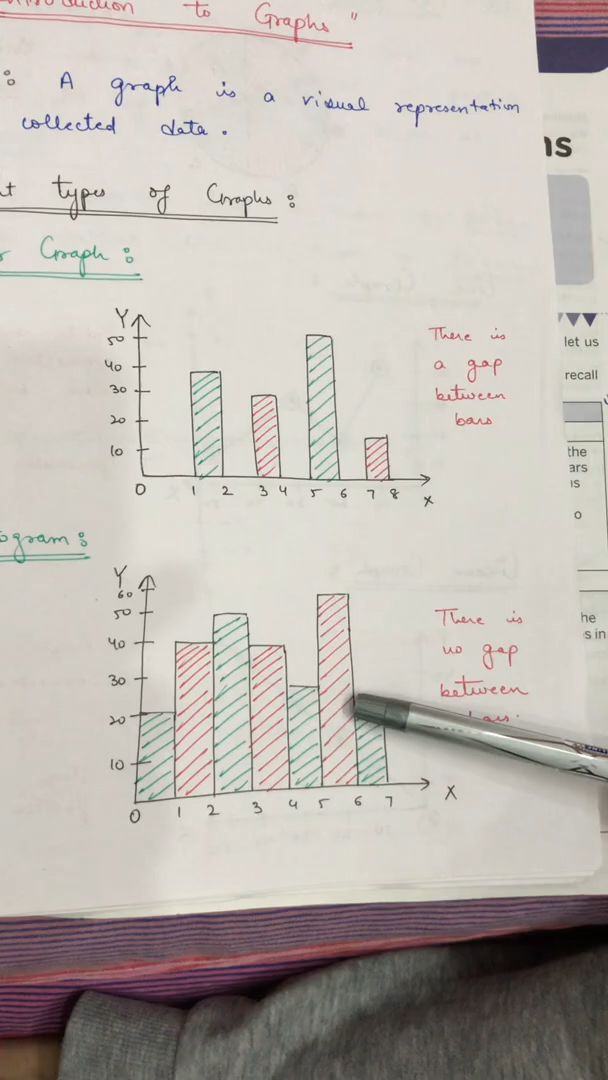 to Graphs"
: A graph is a visual representation
collected data.
types of Graphs :
Graph :
Y
50
40
30
20
10
0 1 2 3 4 5 6 7 8 X
There is
a gap
between
bars
Y
60
50
40
30
20
10
0 1 2 3 4 5 6 7 X
There is
no gap
between
let us
recall
the
ars
is
o
he
s in